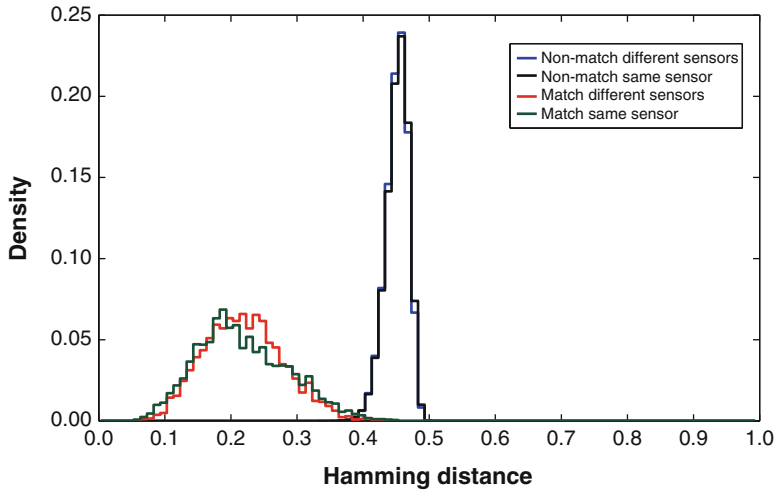 0.25
0.20
0.15
0.10
0.05
0.00
Density
Non-match different sensors
Non-match same sensor
Match different sensors
Match same sensor
0.0 0.1 0.2 0.3 0.4 0.5 0.6 0.7 0.8 0.9 1.0
Hamming distance